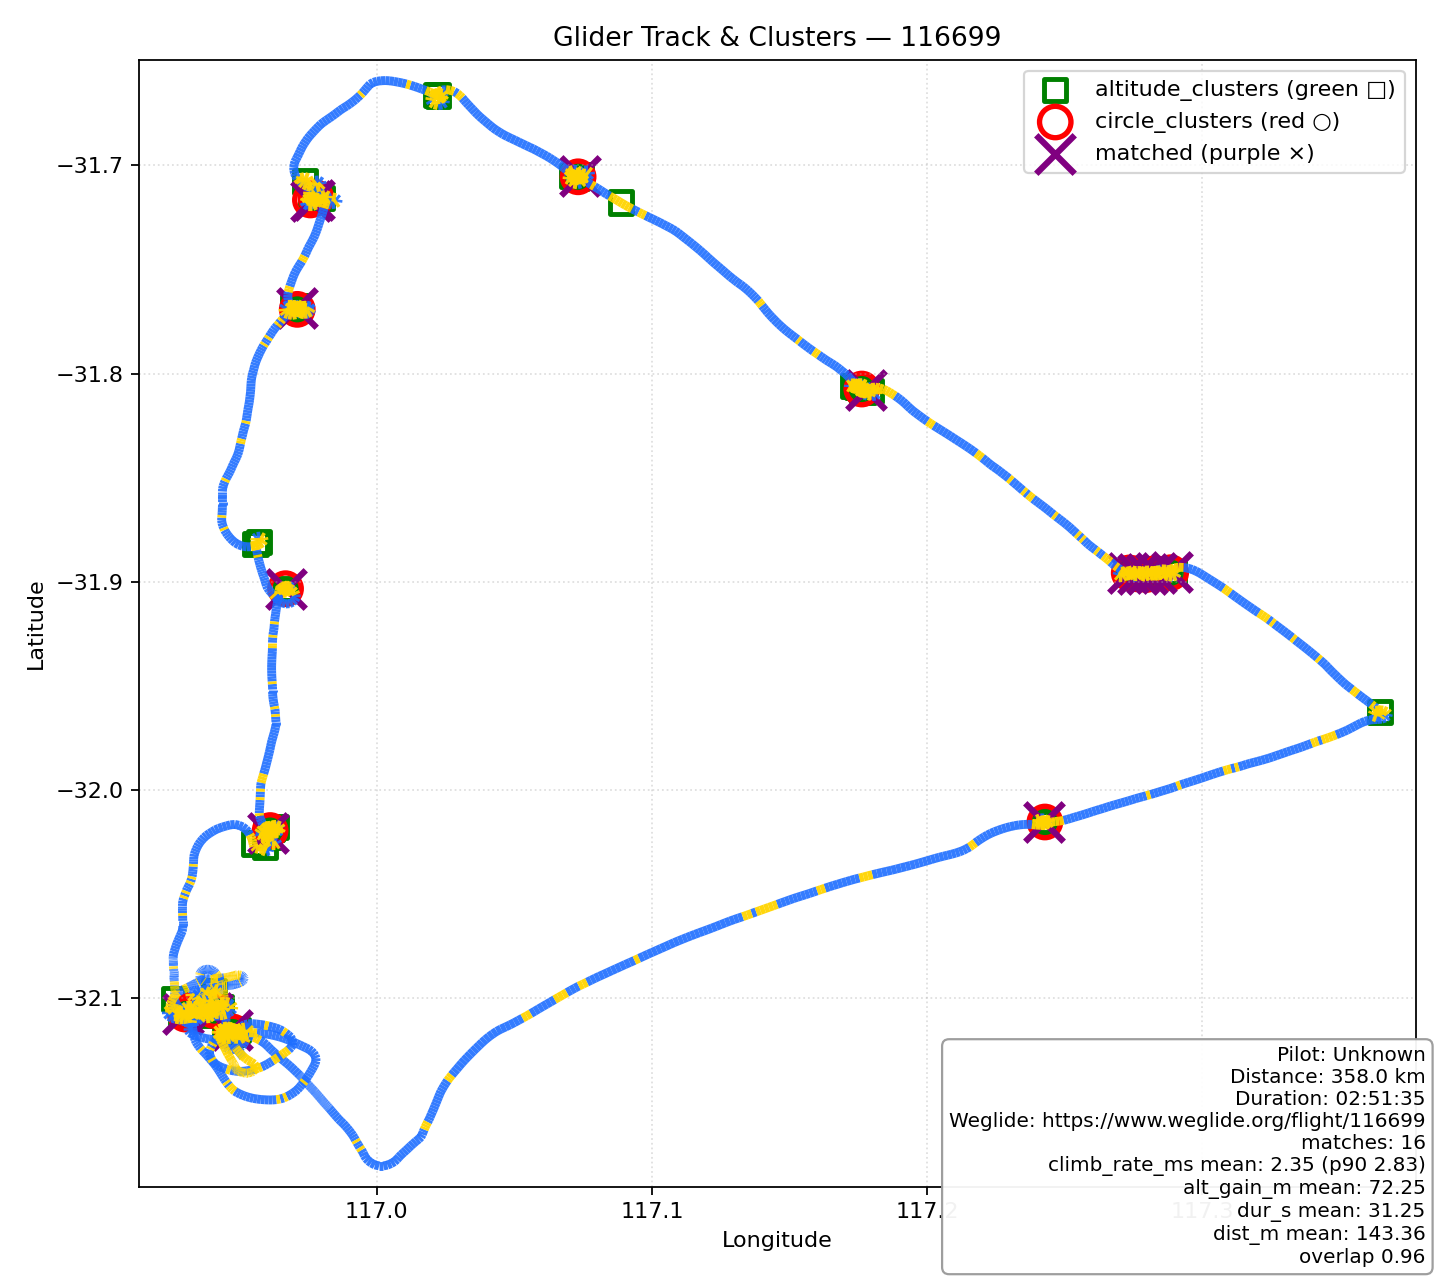 Glider Track & Clusters — 116699
altitude_clusters (green □)
circle_clusters (red ○)
matched (purple ×)
Latitude
−31.7
−31.8
−31.9
−32.0
−32.1
117.0
117.1
117.2
117.3
Longitude
Pilot: Unknown
Distance: 358.0 km
Duration: 02:51:35
Weglide: https://www.weglide.org/flight/116699
matches: 16
climb_rate_ms mean: 2.35 (p90 2.83)
alt_gain_m mean: 72.25
dur_s mean: 31.25
dist_m mean: 143.36
overlap 0.96